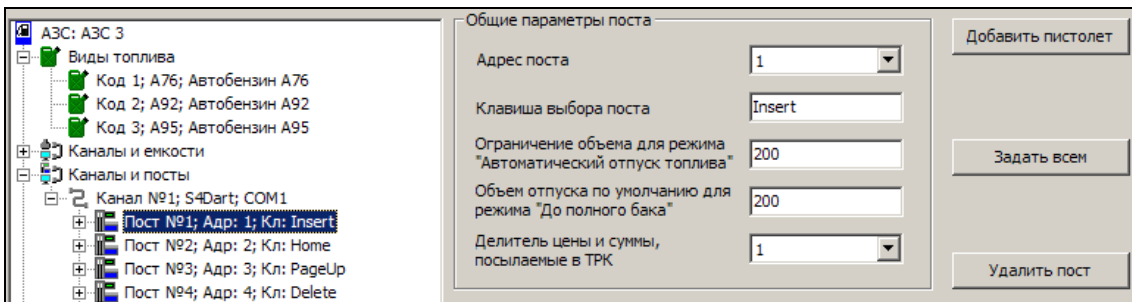 АЗС: АЗС 3
Виды топлива
Код 1; А76; Автобензин А76
Код 2; А92; Автобензин А92
Код 3; А95; Автобензин А95
Каналы и емкости
Каналы и посты
Канал №1; S4Dart; COM1
Пост №1; Адр: 1; Кл: Insert
Пост №2; Адр: 2; Кл: Home
Пост №3; Адр: 3; Кл: PageUp
Пост №4; Адр: 4; Кл: Delete
Общие параметры поста
Адрес поста
1
Клавиша выбора поста
Insert
Ограничение объема для режима
"Автоматический отпуск топлива"
200
Объем отпуска по умолчанию для
режима "До полного бака"
200
Делитель цены и суммы,
посылаемые в ТРК
1
Добавить пистолет
Задать всем
Удалить пост